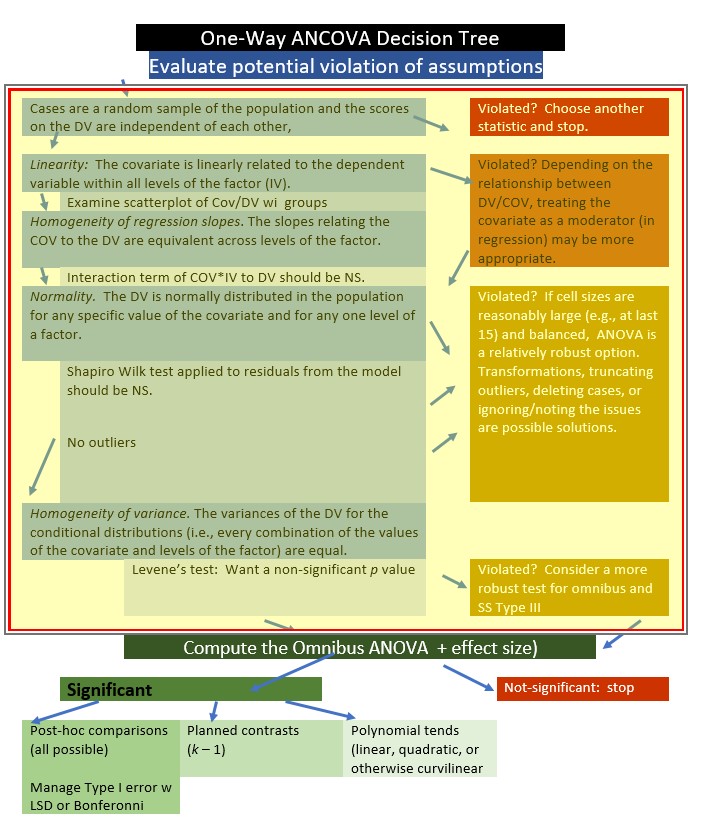 One-Way ANCOVA Decision Tree
Evaluate potential violation of assumptions
Cases are a random sample of the population and the scores
on the DV are independent of each other,
Violated?  Choose another
statistic and stop.
Linearity:  The covariate is linearly related to the dependent
variable within all levels of the factor (IV).
Examine scatterplot of Cov/DV wi  groups
Violated? Depending on the
relationship between
DV/COV, treating the
covariate as a moderator (in
regression) may be more
appropriate.
Homogeneity of regression slopes. The slopes relating the
COV to the DV are equivalent across levels of the factor.
Interaction term of COV*IV to DV should be NS.
Normality.  The DV is normally distributed in the population
for any specific value of the covariate and for any one level of
a factor.
Violated?  If cell sizes are
reasonably large (e.g., at last
15) and balanced,  ANOVA is
a relatively robust option.
Transformations, truncating
outliers, deleting cases, or
ignoring/noting the issues
are possible solutions.
Shapiro Wilk test applied to residuals from the model
should be NS.
No outliers
Homogeneity of variance. The variances of the DV for the
conditional distributions (i.e., every combination of the values
of the covariate and levels of the factor) are equal.
Levene's test:  Want a non-significant p value
Violated?  Consider a more
robust test for omnibus and
SS Type III
Compute the Omnibus ANOVA  + effect size)
Significant
Not-significant:  stop
Post-hoc comparisons
(all possible)
Manage Type I error w
LSD or Bonferonni
Planned contrasts
(k – 1)
Polynomial tends
(linear, quadratic, or
otherwise curvilinear